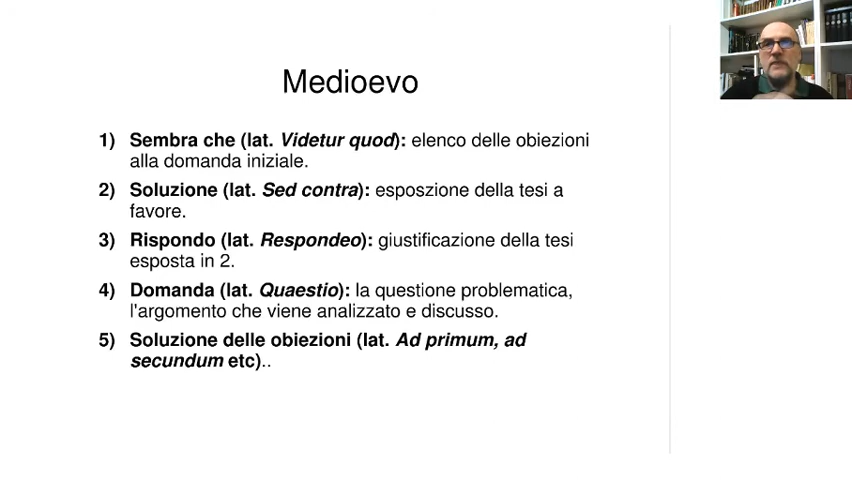 Medioevo
1) Sembra che (lat. Videtur quod): elenco delle obiezioni
alla domanda iniziale.
2) Soluzione (lat. Sed contra): esposzione della tesi a
favore.
3) Rispondo (lat. Respondeo): giustificazione della tesi
esposta in 2.
4) Domanda (lat. Quaestio): la questione problematica,
l'argomento che viene analizzato e discusso.
5) Soluzione delle obiezioni (lat. Ad primum, ad
secundum etc)..